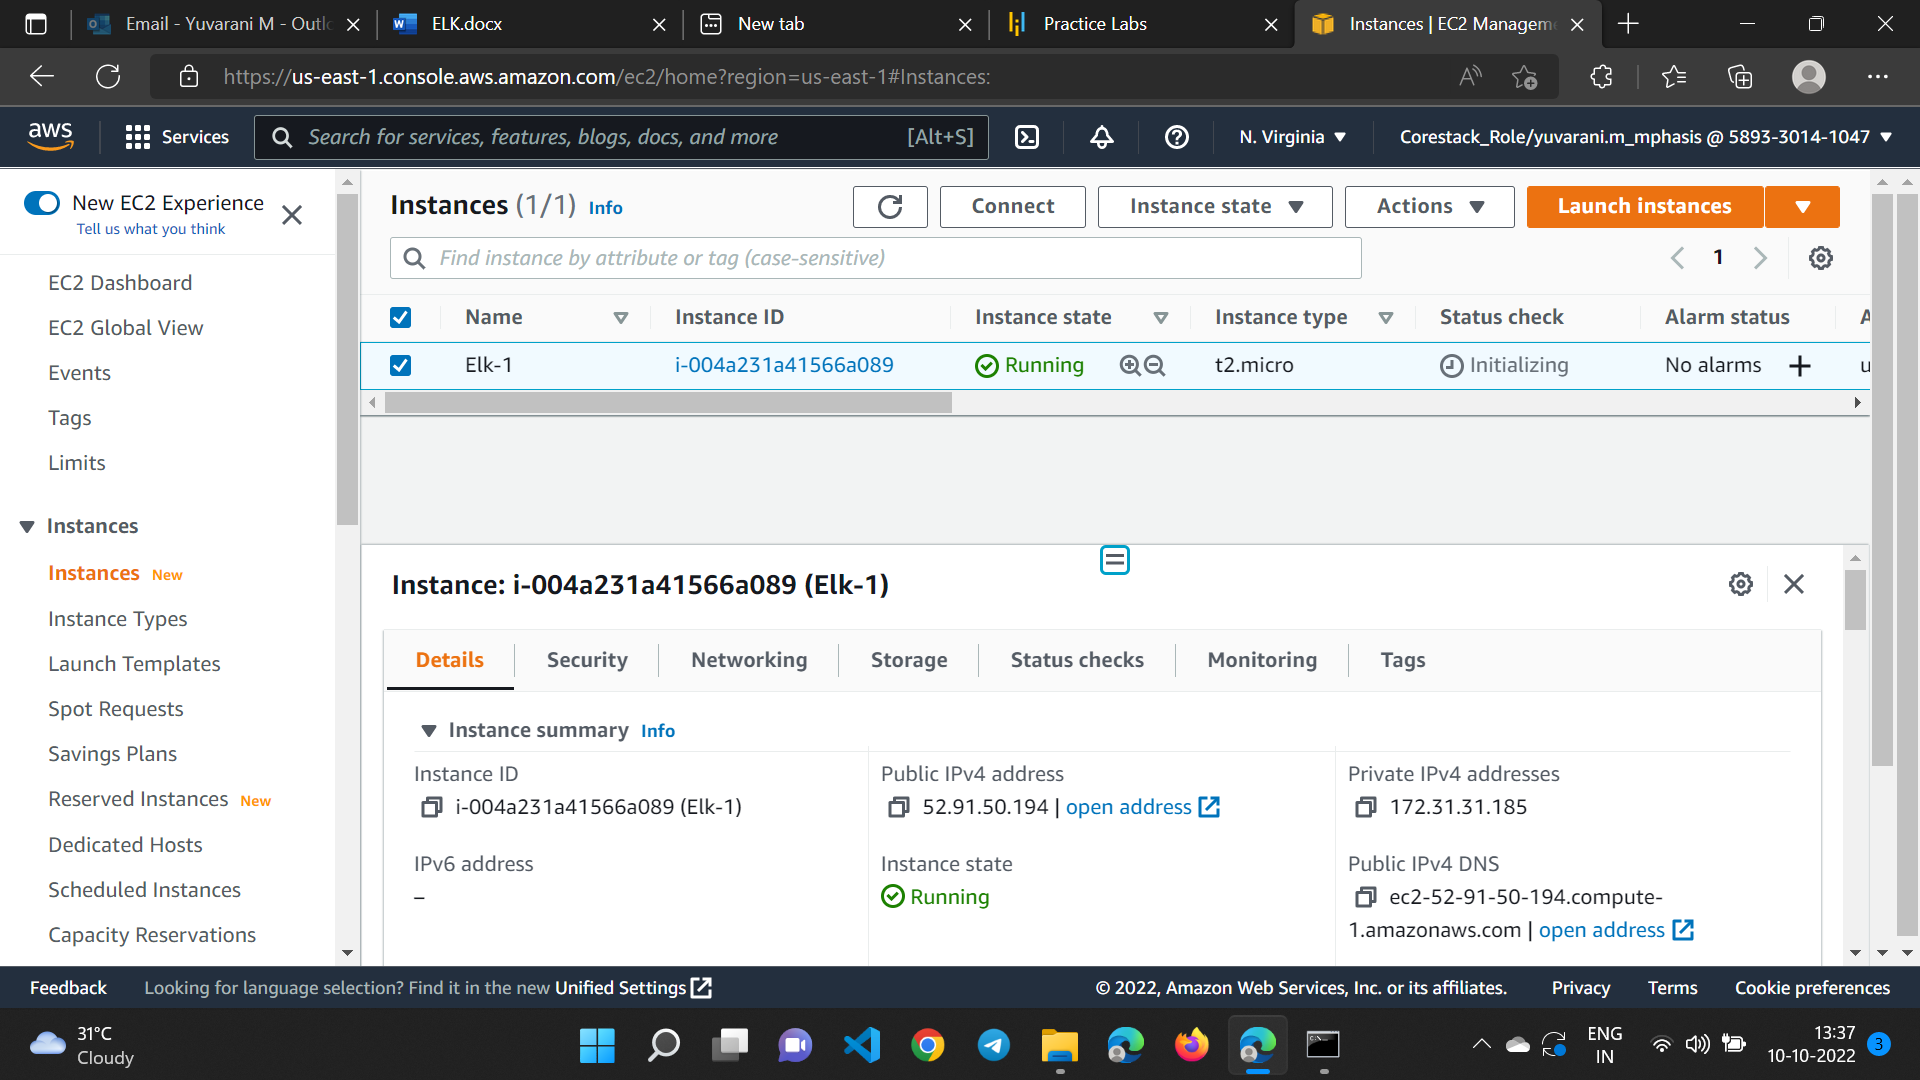 Email - Yuvarani M - Outlo
ELK.docx
New tab
Practice Labs
Instances | EC2 Manageme
https://us-east-1.console.aws.amazon.com/ec2/home?region=us-east-1#Instances:
aws
Services
Search for services, features, blogs, docs, and more
[Alt+S]
N. Virginia
Corestack_Role/yuvarani.m_mphasis @ 5893-3014-1047
New EC2 Experience
Tell us what you think
EC2 Dashboard
EC2 Global View
Events
Tags
Limits
Instances
Instances New
Instance Types
Launch Templates
Spot Requests
Savings Plans
Reserved Instances New
Dedicated Hosts
Scheduled Instances
Capacity Reservations
Instances (1/1) Info
Connect
Instance state
Actions
Launch instances
Find instance by attribute or tag (case-sensitive)
1
Name Instance ID Instance state Instance type Status check Alarm status A
Elk-1 i-004a231a41566a089 Running t2.micro Initializing No alarms + u
Instance: i-004a231a41566a089 (Elk-1)
Details Security Networking Storage Status checks Monitoring Tags
Instance summary Info
Instance ID
i-004a231a41566a089 (Elk-1)
Public IPv4 address
52.91.50.194 | open address
Private IPv4 addresses
172.31.31.185
IPv6 address
–
Instance state
Running
Public IPv4 DNS
ec2-52-91-50-194.compute-
1.amazonaws.com | open address
Feedback
Looking for language selection? Find it in the new Unified Settings
© 2022, Amazon Web Services, Inc. or its affiliates.
Privacy
Terms
Cookie preferences
31°C
Cloudy
ENG
IN
13:37
10-10-2022
3